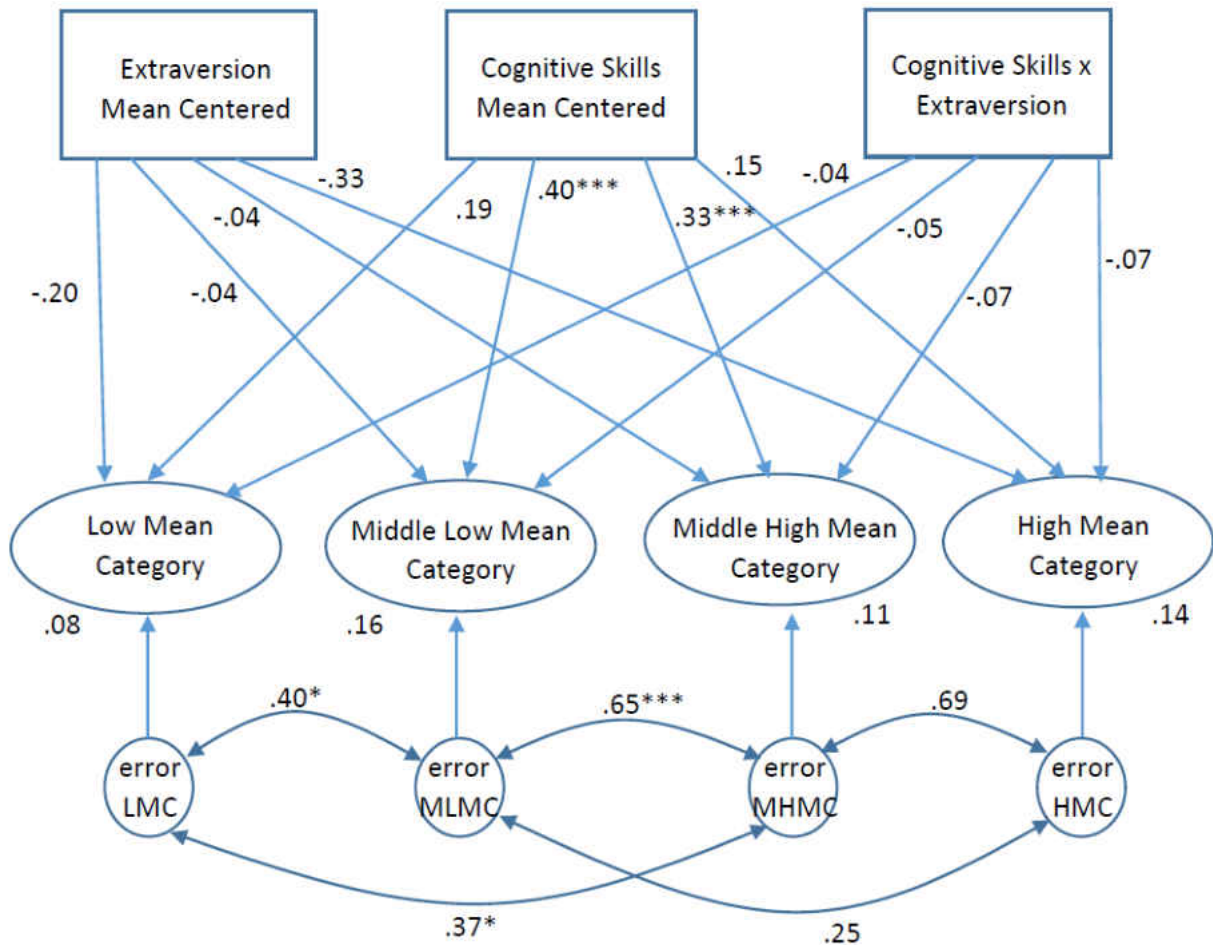 Extraversion
Mean Centered
Cognitive Skills
Mean Centered
Cognitive Skills x
Extraversion
-.33
.15
-.04
-.04
.19
.40***
.33***
-.05
-.20
-.04
-.07
-.07
Low Mean
Category
Middle Low Mean
Category
Middle High Mean
Category
High Mean
Category
.08
.16
.11
.14
.40*
.65***
.69
error
LMC
error
MLMC
error
MHMC
error
HMC
.37*
.25